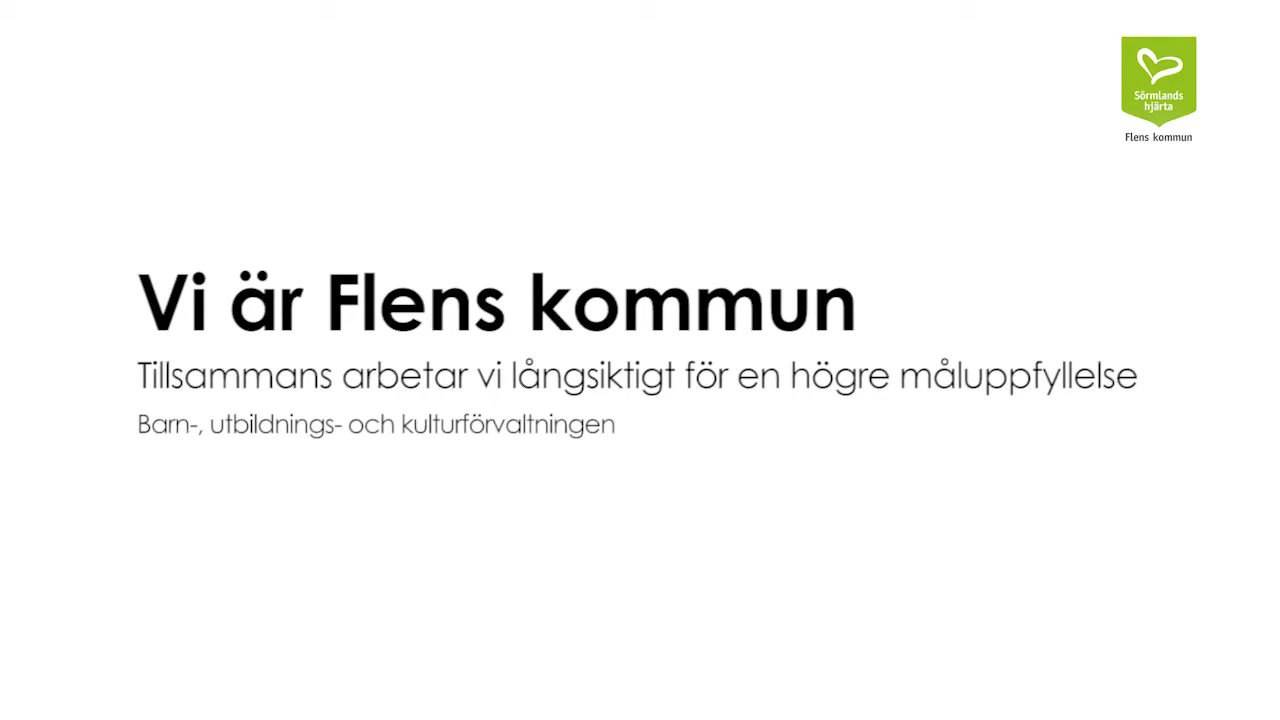 Sörmlands
hjärta
Flens kommun
Vi är Flens kommun
Tillsammans arbetar vi långsiktigt för en högre måluppfyllelse
Barn-, utbildnings- och kulturförvaltningen